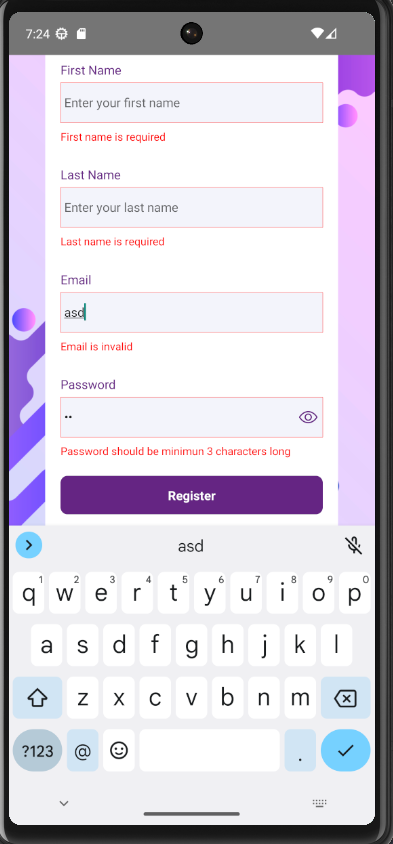 7:24
First Name
Enter your first name
First name is required
Last Name
Enter your last name
Last name is required
Email
asd
Email is invalid
Password
••
Password should be minimun 3 characters long
Register
asd
q 1 w 2 e 3 r 4 t 5 y 6 u 7 i 8 o 9 p 0
a s d f g h j k l
z x c v b n m
?123 @ .